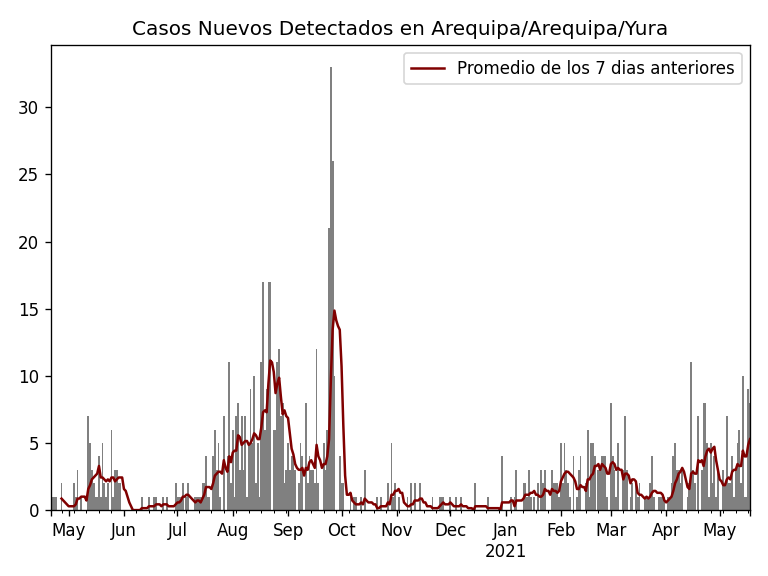 Casos Nuevos Detectados en Arequipa/Arequipa/Yura
Promedio de los 7 dias anteriores
30
25
20
15
10
5
0
May Jun Jul Aug Sep Oct Nov Dec Jan Feb Mar Apr May
2021